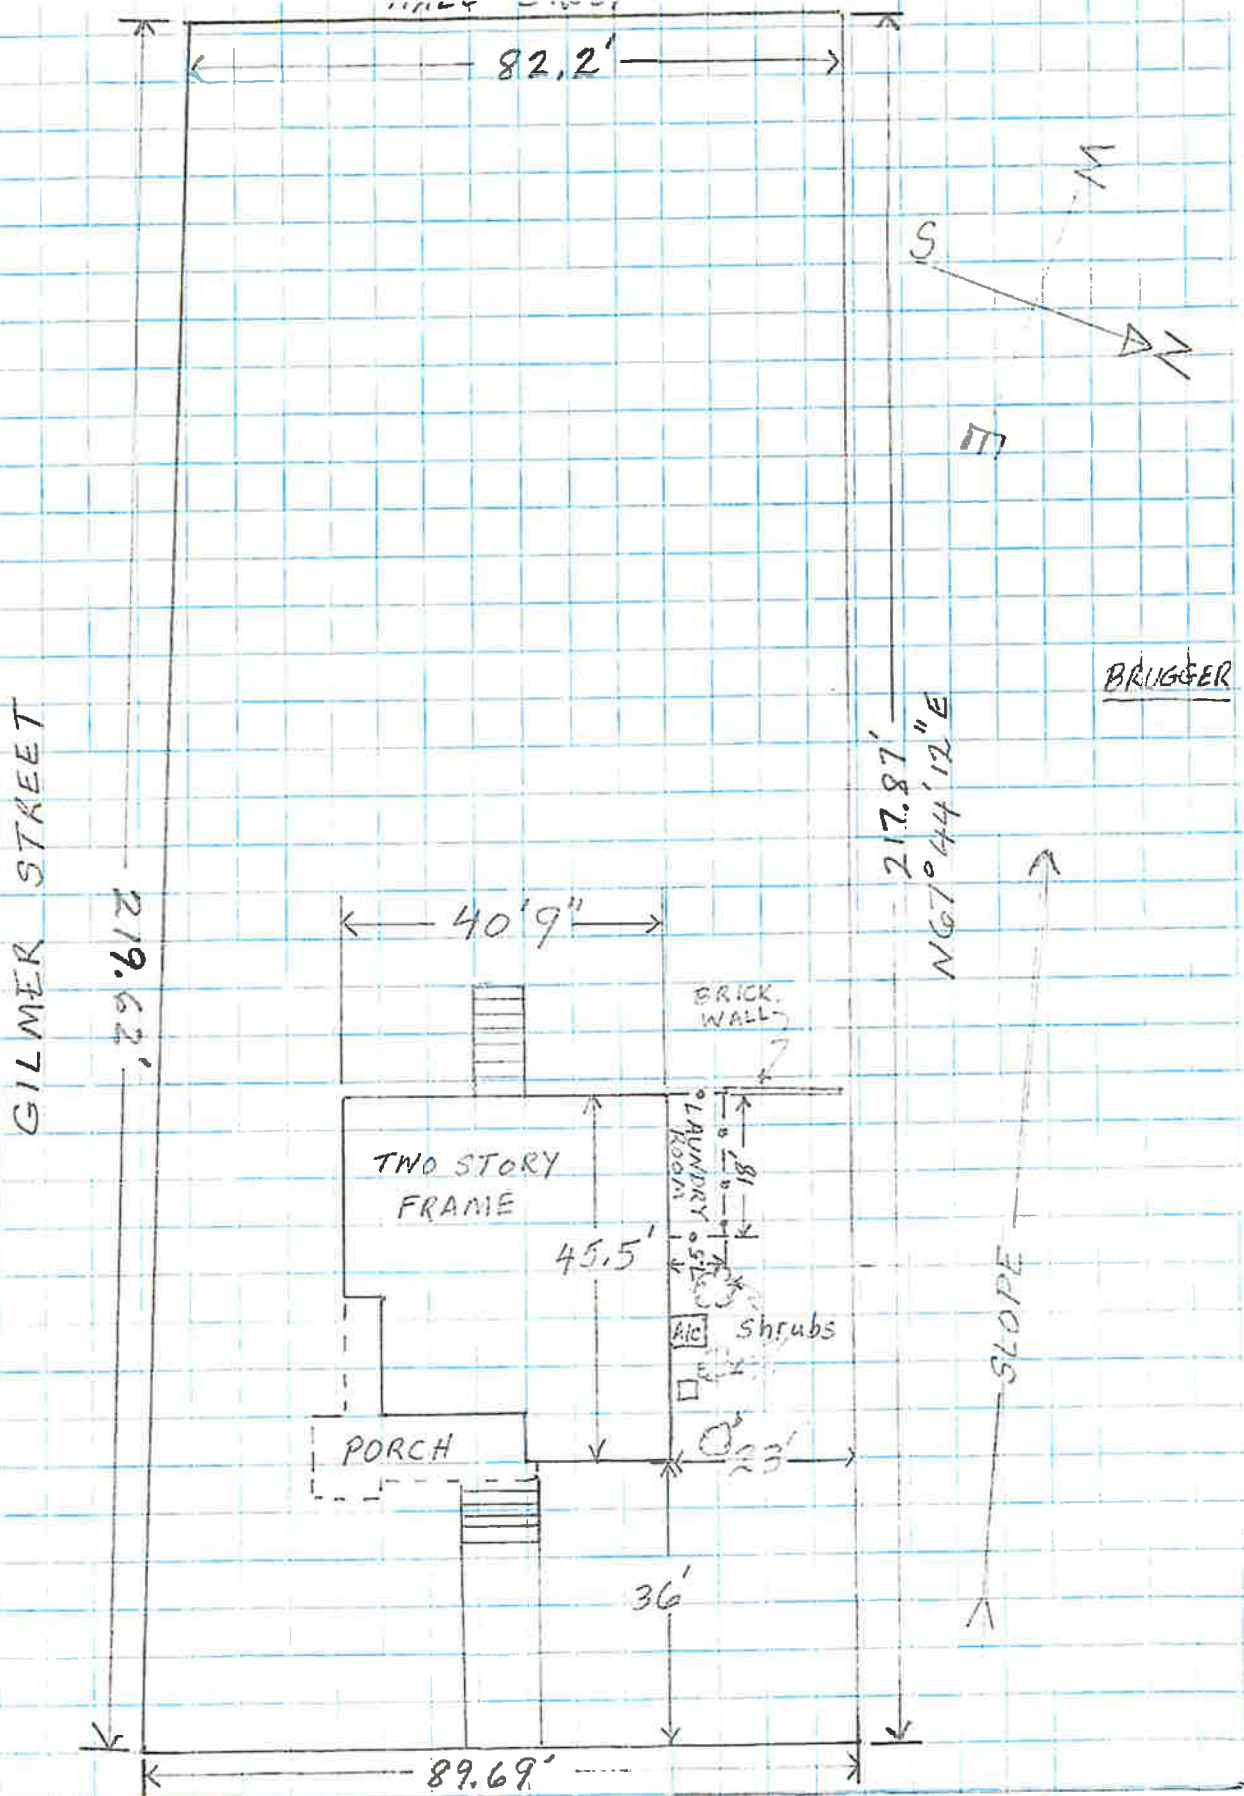 82.2'
W
S
N
E
BRUGGER
GILMER STREET
219.62'
217.87'
N67°44'12"E
40'9"
BRICK
WALL
TWO STORY
FRAME
LAUNDRY
ROOM
18'
45.5'
A/C
Shrubs
SLOPE
PORCH
23'
36'
89.69'